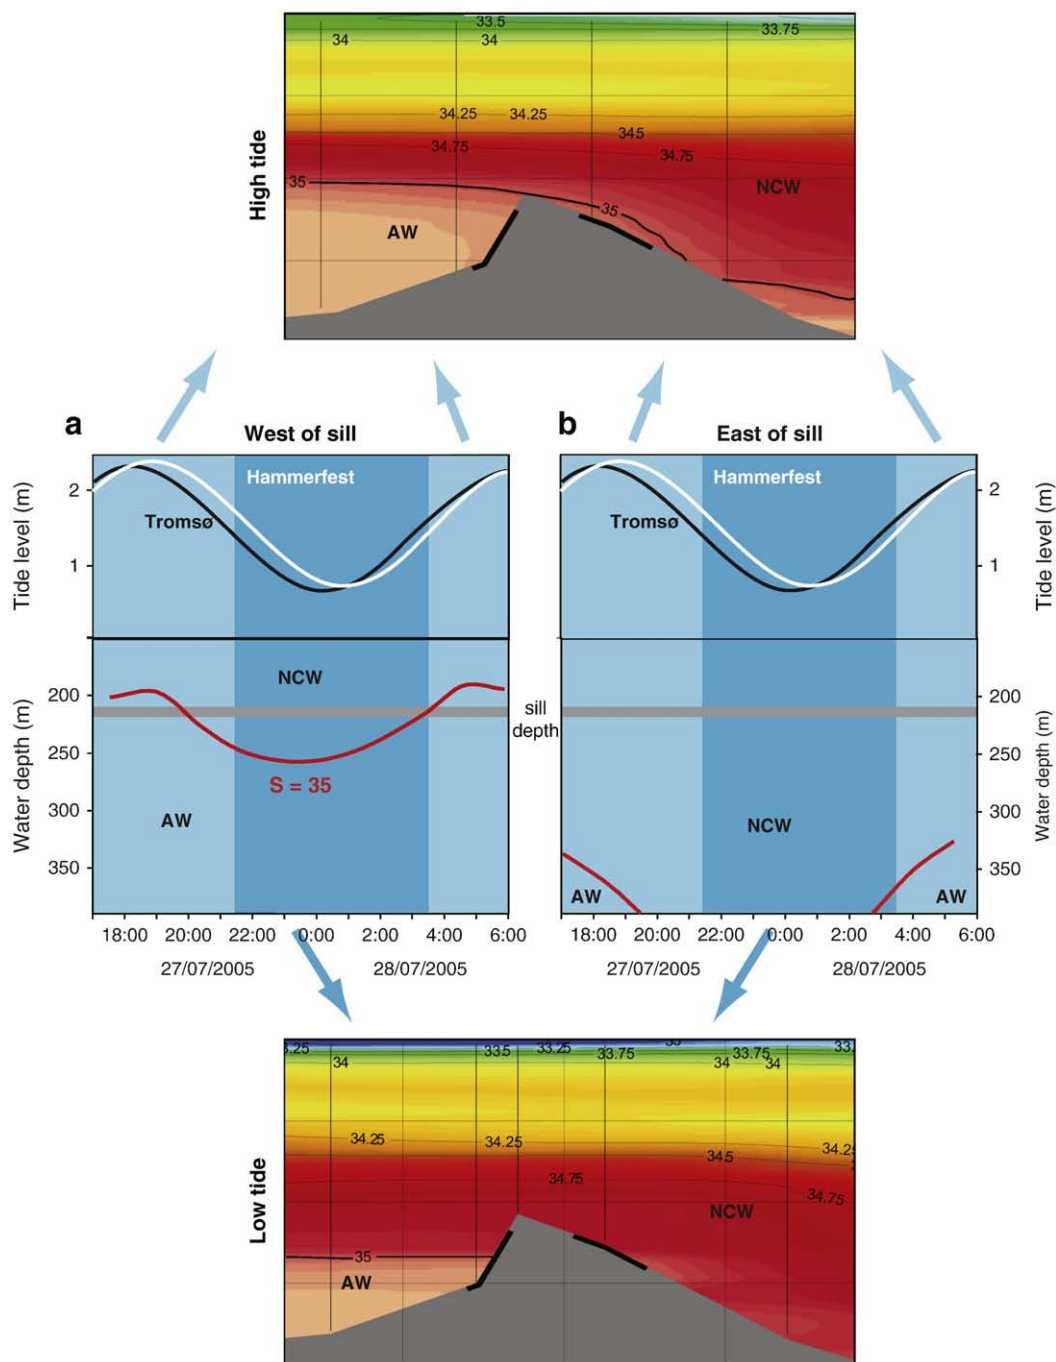 33.5
33.75
34
34
34.25
34.25
34.5
34.75
34.75
NCW
35
35
AW
High tide
a
West of sill
b
East of sill
Hammerfest
Tromsø
Hammerfest
Tromsø
Tide level (m)
2
1
2
1
Tide level (m)
NCW
200
250
300
350
Water depth (m)
S = 35
AW
sill
depth
200
250
300
350
Water depth (m)
NCW
AW
AW
18:00 20:00 22:00 0:00 2:00 4:00 6:00
27/07/2005 28/07/2005
18:00 20:00 22:00 0:00 2:00 4:00 6:00
27/07/2005 28/07/2005
33.5 33.25 33.75 33.75
34 34 34
34.25 34.25 34.25
34.5
34.75 34.75
NCW
35
AW
Low tide